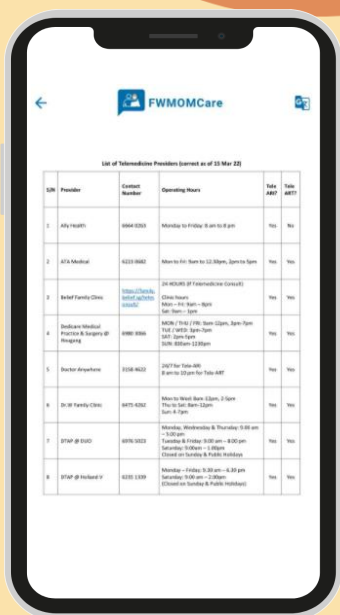 FWMOMCare
List of Telemedicine Providers (correct as of 15 Mar 22)
S/N Provider Contact Number Operating Hours Tele ARI? Tele ART?
1 Ally Health 6964 0263 Monday to Friday: 8 am to 8 pm Yes No
2 ATA Medical 6223 0682 Mon to Fri: 9am to 12.30pm, 2pm to 5pm Yes Yes
3 Belief Family Clinic 24 HOURS (if Telemedicine Consult)
Clinic hours
Mon – Fri: 9am – 9pm
Sat: 9am – 1pm
Yes Yes
4 Dedicare Medical Practice & Surgery @ Hougang 6980 3066 MON / THU / FRI: 9am-12pm, 3pm-7pm
TUE / WED: 3pm-7pm
SAT: 2pm-5pm
SUN: 
Yes Yes
5 Doctor Anywhere 3158 4622 24/7 for Tele-ARI
8 am to 10 pm for Tele-ART
Yes Yes
6 Dr.W Family Clinic 6475 4262 Mon to Wed: 8am-12pm, 2-5pm
Thu to Sat: 8am-12pm
Sun: 4-7pm
Yes Yes
7 DTAP @ DUO 6976 5023 Monday, Wednesday & Thursday: 9.00 am
– 5:00 pm
Tuesday & Friday: 9:00 am – 8:00 pm
Saturday: 9:00am – 1:00pm
Closed on Sunday & Public Holidays
Yes Yes
8 DTAP @ Holland V 6235 1339 Monday – Friday: 9.30 am – 6.30 pm
Saturday: 9:00 am – 2:00pm
(Closed on Sunday & Public Holidays)
Yes Yes